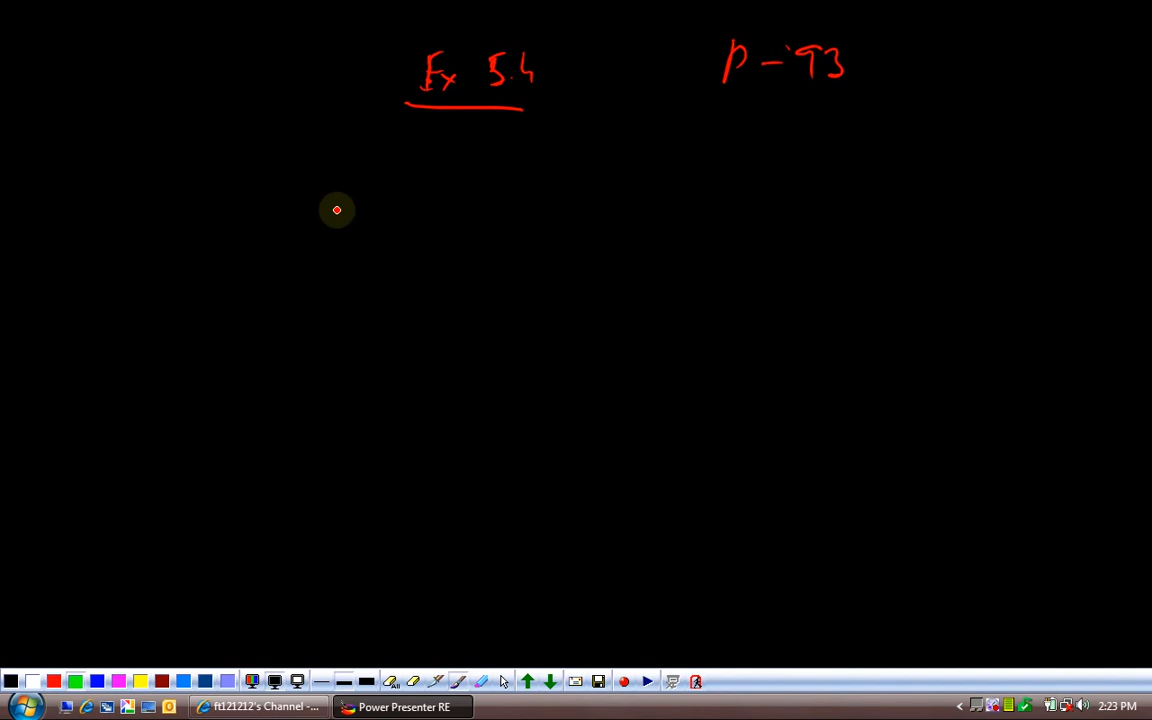 Ex 5.4
P-93
ft121212's Channel -...
Power Presenter RE
2:23 PM